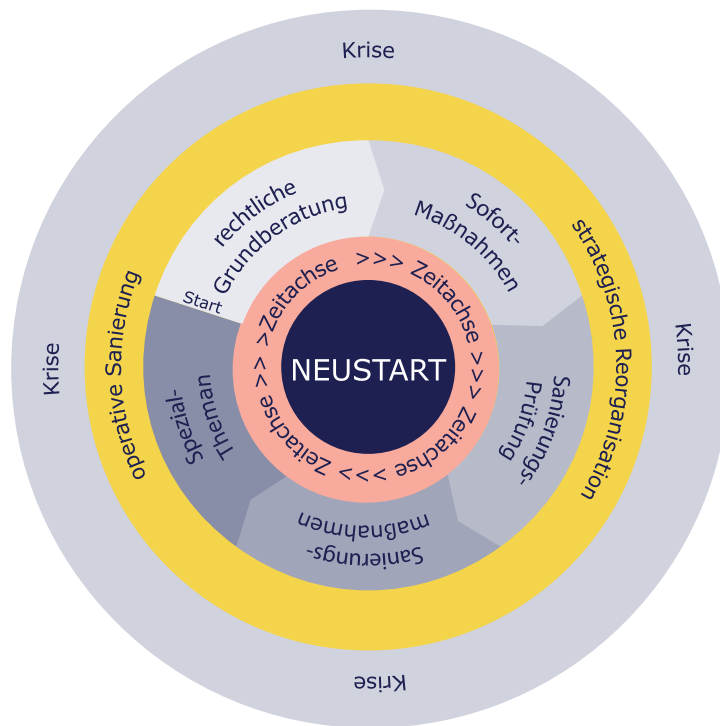 Krise
Krise
Krise
Krise
operative Sanierung
strategische Reorganisation
rechtliche
Grundberatung
Start
Sofort-
Maßnahmen
Sanierungs-
Prüfung
Sanierungs-
maßnahmen
Spezial-
Theman
>>> Zeitachse >>> Zeitachse >>> Zeitachse >>> Zeitachse
NEUSTART